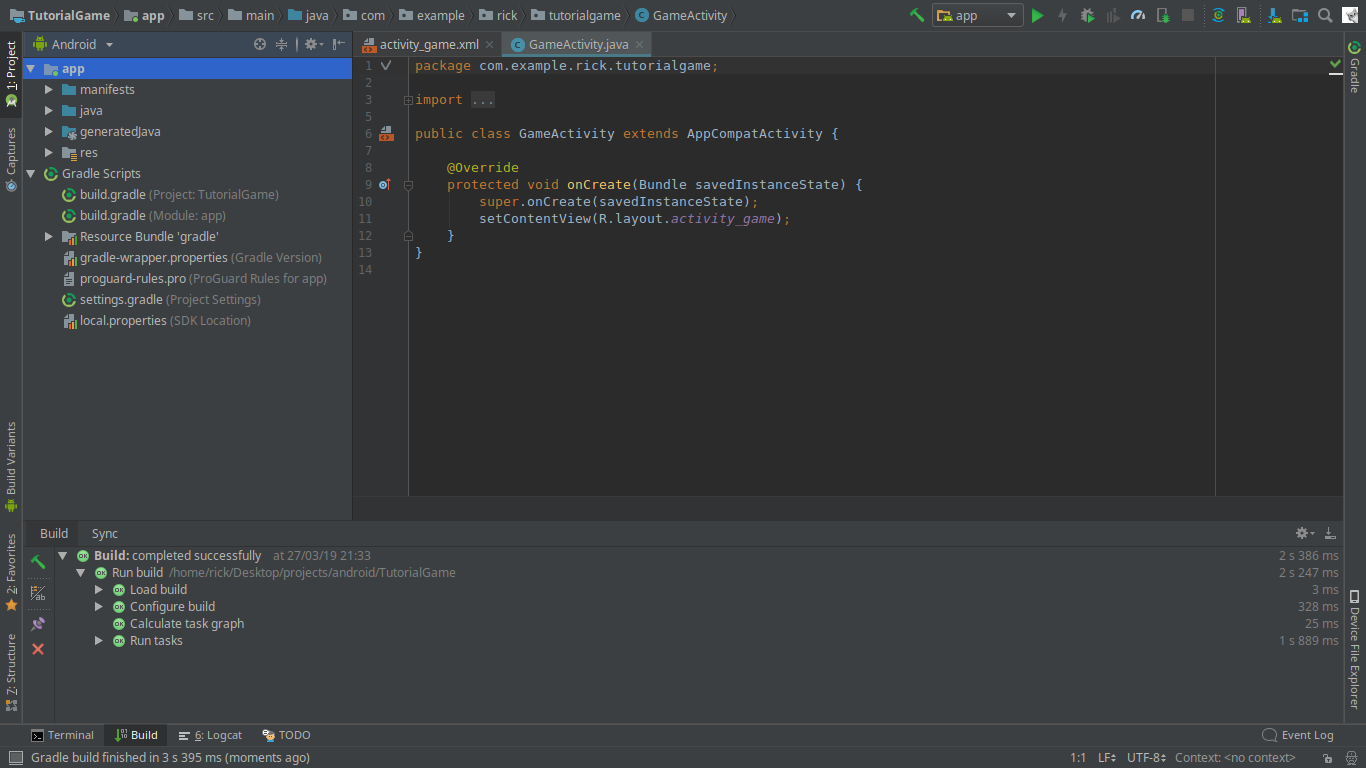 TutorialGame app src main java com example rick tutorialgame GameActivity app
1: Project
Captures
Build Variants
2: Favorites
7: Structure
Android
app
manifests
java
generatedJava
res
Gradle Scripts
build.gradle (Project: TutorialGame)
build.gradle (Module: app)
Resource Bundle 'gradle'
gradle-wrapper.properties (Gradle Version)
proguard-rules.pro (ProGuard Rules for app)
settings.gradle (Project Settings)
local.properties (SDK Location)
activity_game.xml GameActivity.java
1 package com.example.rick.tutorialgame;
2
3 import ...
5
6 public class GameActivity extends AppCompatActivity {
7
8 @Override
9 protected void onCreate(Bundle savedInstanceState) {
10 super.onCreate(savedInstanceState);
11 setContentView(R.layout.activity_game);
12 }
13 }
14
Gradle
Device File Explorer
Build Sync
Build: completed successfully at 27/03/19 21:33 2 s 386 ms
Run build /home/rick/Desktop/projects/android/TutorialGame 2 s 247 ms
Load build 3 ms
Configure build 328 ms
Calculate task graph 25 ms
Run tasks 1 s 889 ms
Terminal Build 6: Logcat TODO Event Log
Gradle build finished in 3 s 395 ms (moments ago) 1:1 LF UTF-8 Context: <no context>